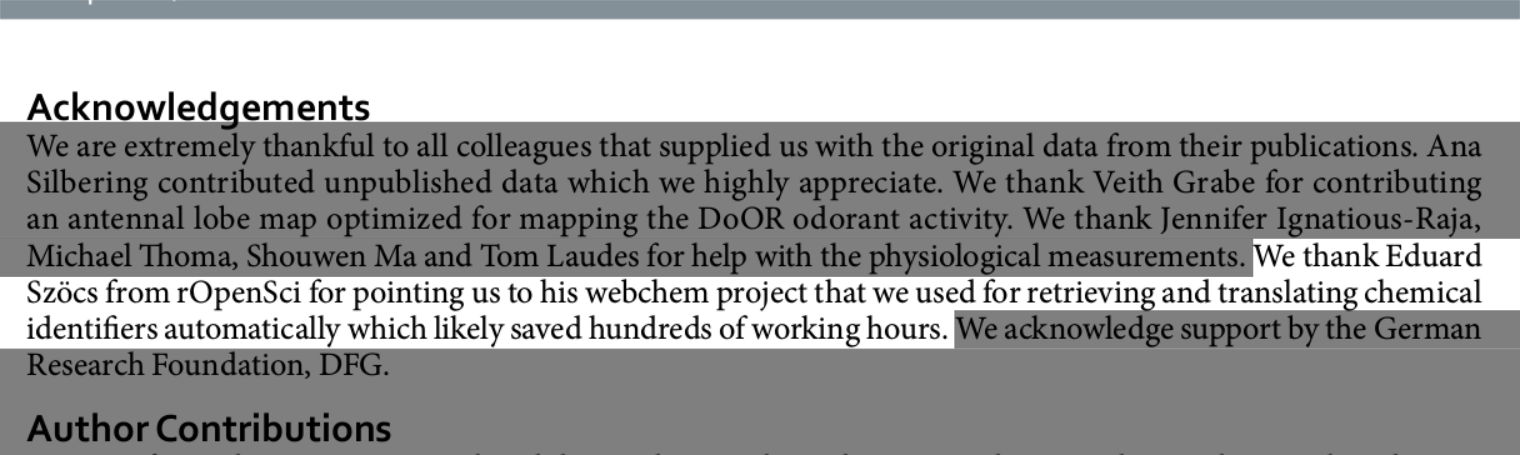 Acknowledgements
We are extremely thankful to all colleagues that supplied us with the original data from their publications. Ana
Silbering contributed unpublished data which we highly appreciate. We thank Veith Grabe for contributing
an antennal lobe map optimized for mapping the DoOR odorant activity. We thank Jennifer Ignatious-Raja,
Michael Thoma, Shouwen Ma and Tom Laudes for help with the physiological measurements. We thank Eduard
Szöcs from rOpenSci for pointing us to his webchem project that we used for retrieving and translating chemical
identifiers automatically which likely saved hundreds of working hours. We acknowledge support by the German
Research Foundation, DFG.
Author Contributions